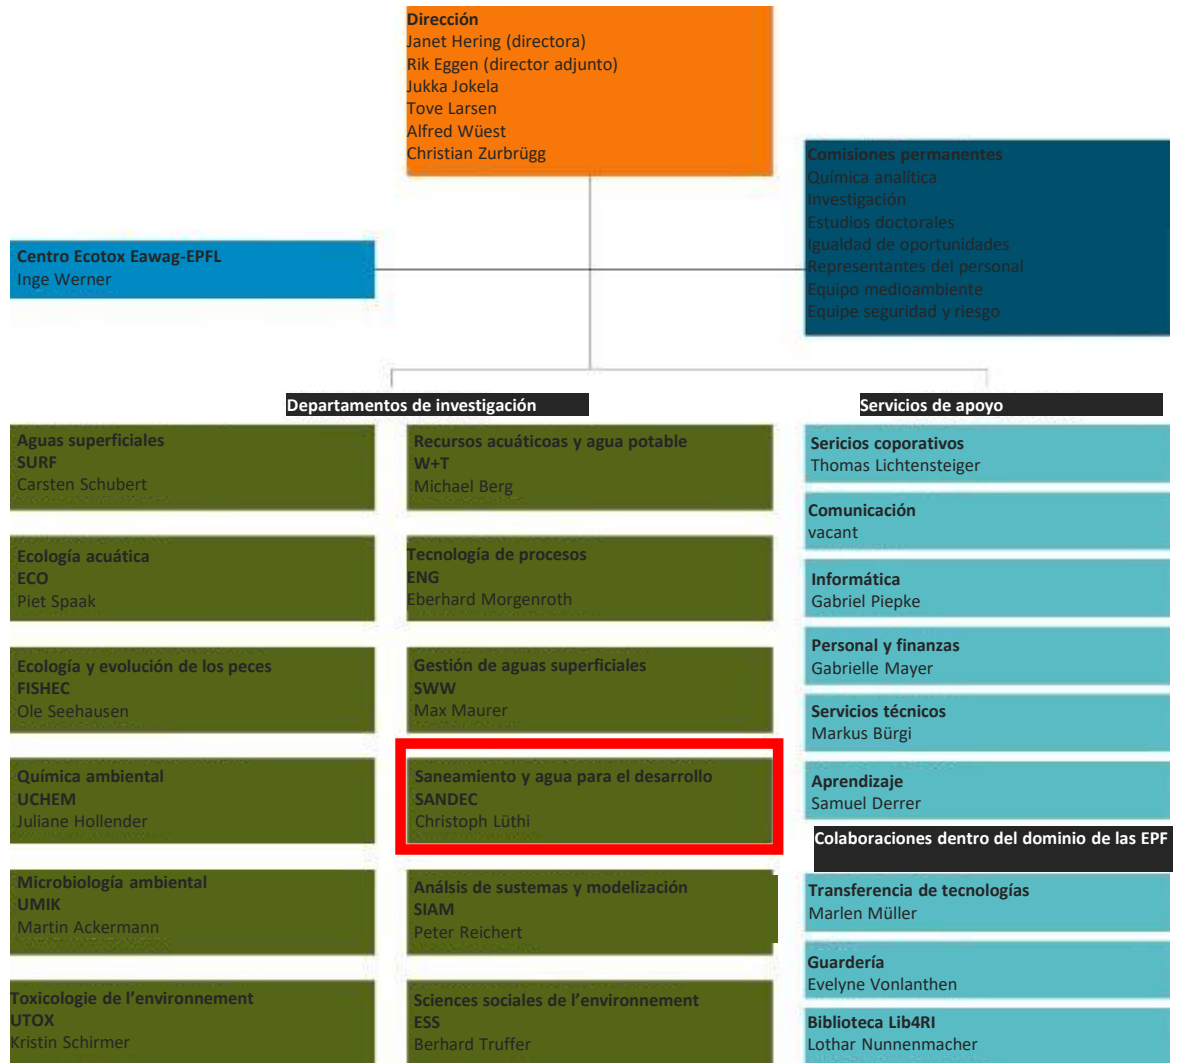 Dirección
Janet Hering (directora)
Rik Eggen (director adjunto)
Jukka Jokela
Tove Larsen
Alfred Wüest
Christian Zurbrügg
Comisiones permanentes
Química analítica
Investigación
Estudios doctorales
Igualdad de oportunidades
Representantes del personal
Equipo medioambiente
Equipe seguridad y riesgo
Centro Ecotox Eawag-EPFL
Inge Werner
Departamentos de investigación
Aguas superficiales
SURF
Carsten Schubert
Ecología acuática
ECO
Piet Spaak
Ecología y evolución de los peces
FISHEC
Ole Seehausen
Química ambiental
UCHEM
Juliane Hollender
Microbiología ambiental
UMIK
Martin Ackermann
Toxicologie de l’environnement
UTOX
Kristin Schirmer
Recursos acuáticoas y agua potable
W+T
Michael Berg
Tecnología de procesos
ENG
Eberhard Morgenroth
Gestión de aguas superficiales
SWW
Max Maurer
Saneamiento y agua para el desarrollo
SANDEC
Christoph Lüthi
Análsis de sustemas y modelización
SIAM
Peter Reichert
Sciences sociales de l’environnement
ESS
Berhard Truffer
Servicios de apoyo
Sericios coporativos
Thomas Lichtensteiger
Comunicación
vacant
Informática
Gabriel Piepke
Personal y finanzas
Gabrielle Mayer
Servicios técnicos
Markus Bürgi
Aprendizaje
Samuel Derrer
Colaboraciones dentro del dominio de las EPF
Transferencia de tecnologías
Marlen Müller
Guardería
Evelyne Vonlanthen
Biblioteca Lib4RI
Lothar Nunnenmacher